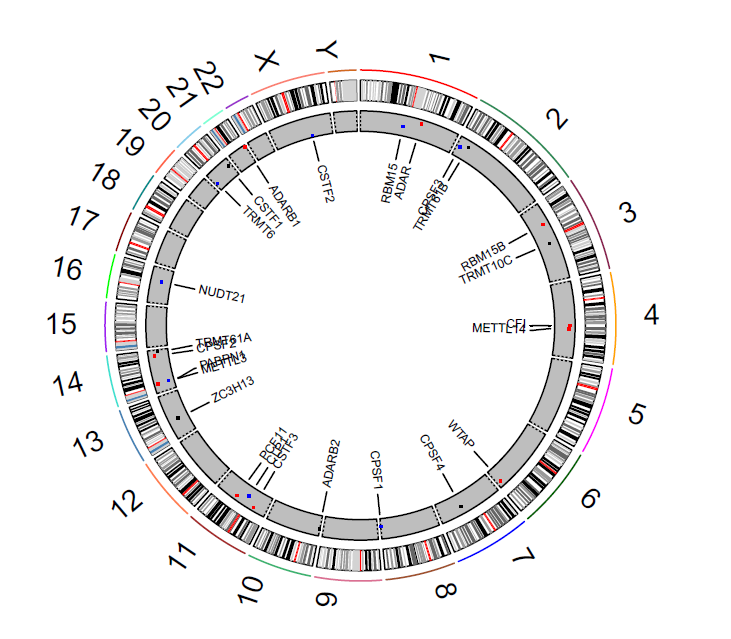 1
2
3
4
5
6
7
8
9
10
11
12
13
14
15
16
17
18
19
20
21
22
X
Y
RBM15
ADAR
CPSF3
TRMT61B
RBM15B
TRMT10C
CFI
METTL14
WTAP
CPSF4
CPSF1
ADARB2
CSTF3
CLP1
PCF11
ZC3H13
METTL3
PABPN1
CPSF2
TRMT61A
NUDT21
TRMT6
CSTF1
ADARB1
CSTF2